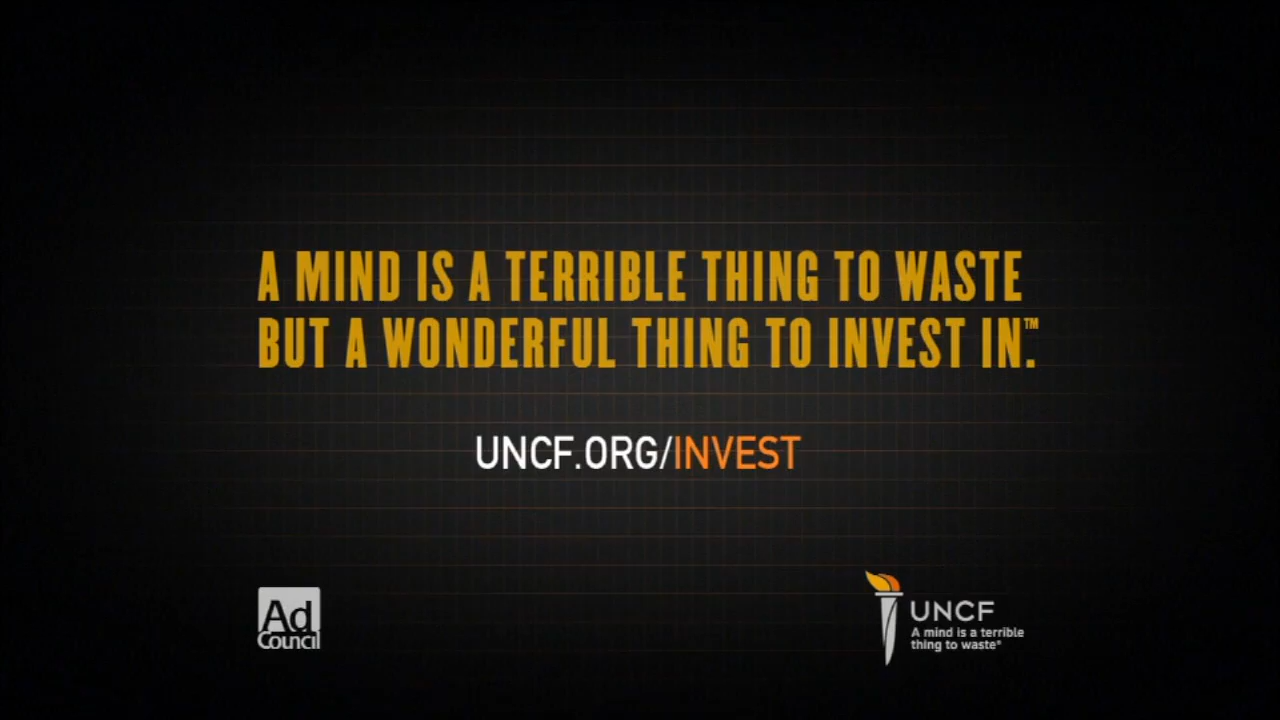 A MIND IS A TERRIBLE THING TO WASTE
BUT A WONDERFUL THING TO INVEST IN.™
UNCF.ORG/INVEST
Ad
Council
UNCF
A mind is a terrible
thing to waste®